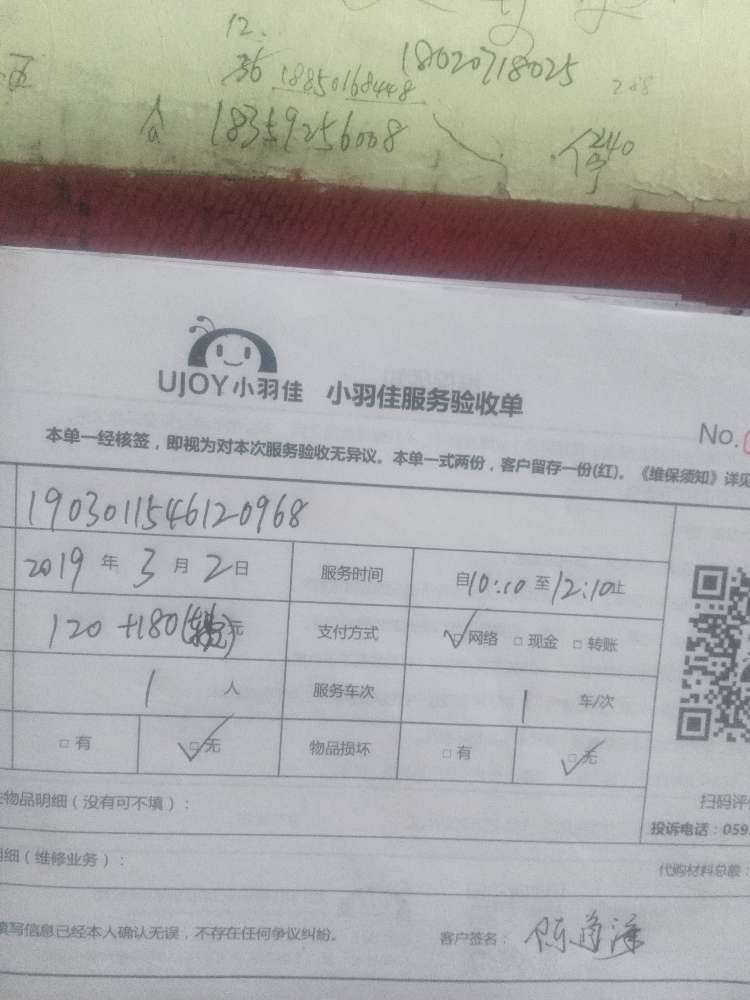 12.
36 18850168448 18020718025
208
18359256008 停 240
UJOY小羽佳 小羽佳服务验收单
No.
本单一经核签，即视为对本次服务验收无异议。本单一式两份，客户留存一份(红)。《维保须知》详见
1903011546120968
2019 年 3 月 2 日 服务时间 自10:10 至12:10止
120 +180 元 支付方式 网络 现金 转账
1 人 服务车次 1 车/次
有 无 物品损坏 有 无
物品明细（没有可不填）：
扫码评
投诉电话：059
细（维修业务）：
代购材料总额：
填写信息已经本人确认无误，不存在任何争议纠纷。 客户签名：